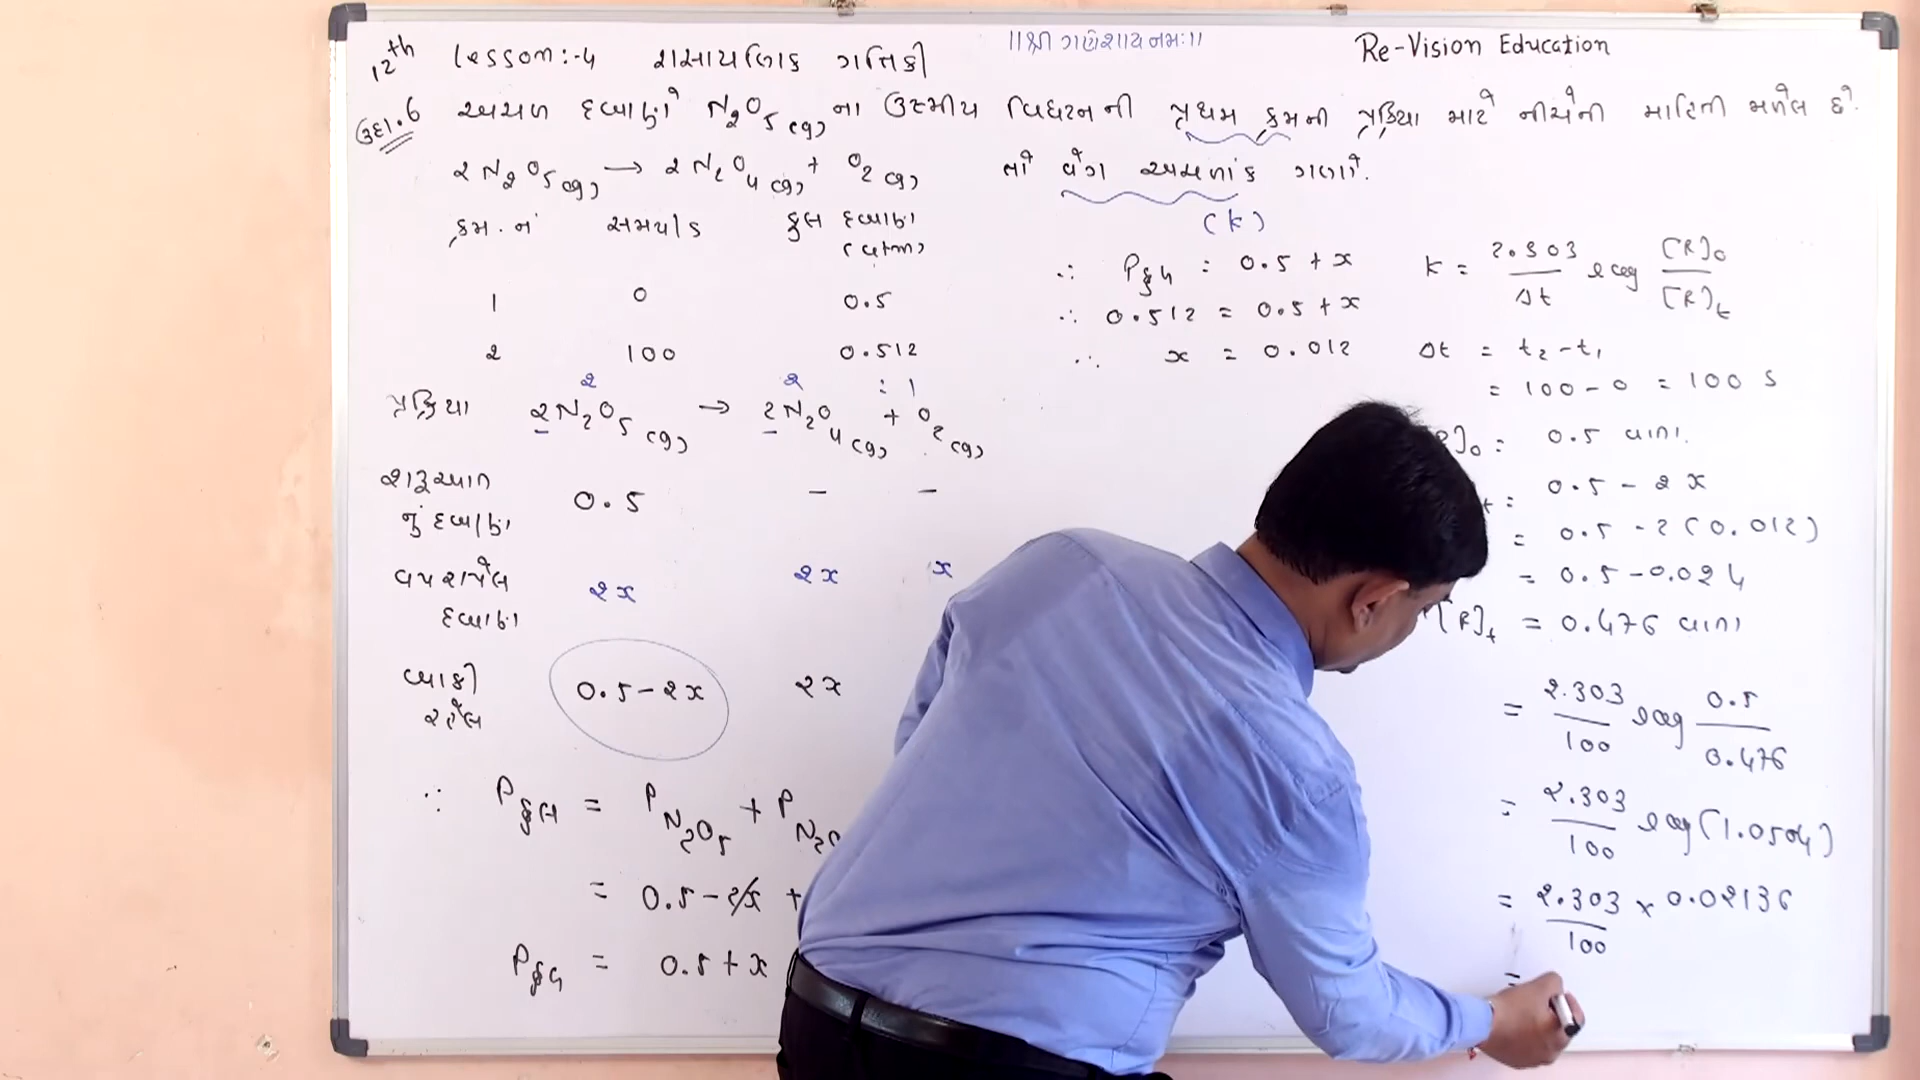 12th Lesson:-4 રાસાયણિક ગતિકી
॥શ્રી ગણેશાય નમઃ॥
Re-Vision Education
ઉદા.6 અચળ દબાણે N2O5(g) ના ઉષ્મીય વિઘટનની પ્રથમ ક્રમની પ્રક્રિયા માટે નીચેની માહિતી મળેલ છે.
2N2O5(g) → 2N2O4(g) + O2(g) તો વેગ અચળાંક ગણો.
(k)
ક્રમ.નં સમય/s કુલ દબાણ (atm)
1 0 0.5
2 100 0.512
2 2 : 1
પ્રક્રિયા 2N2O5(g) → 2N2O4(g) + O2(g)
શરૂઆત નું દબાણ 0.5 – –
વપરાયેલ દબાણ 2x 2x x
બાકી રહેલ 0.5-2x 2x
∴ Pકુલ = PN2O5 + PN2O
= 0.5-2x +
Pકુલ = 0.5+x
∴ Pકુલ = 0.5+x
∴ 0.512 = 0.5+x
∴ x = 0.012
k = 2.303/Δt log [R]0/[R]t
Δt = t2-t1
= 100-0 = 100 s
]0 = 0.5 વાતા.
t = 0.5-2x
= 0.5-2(0.012)
= 0.5-0.024
[R]t = 0.476 વાતા
= 2.303/100 log 0.5/0.476
= 2.303/100 log(1.0504)
= 2.303/100 × 0.02136
=